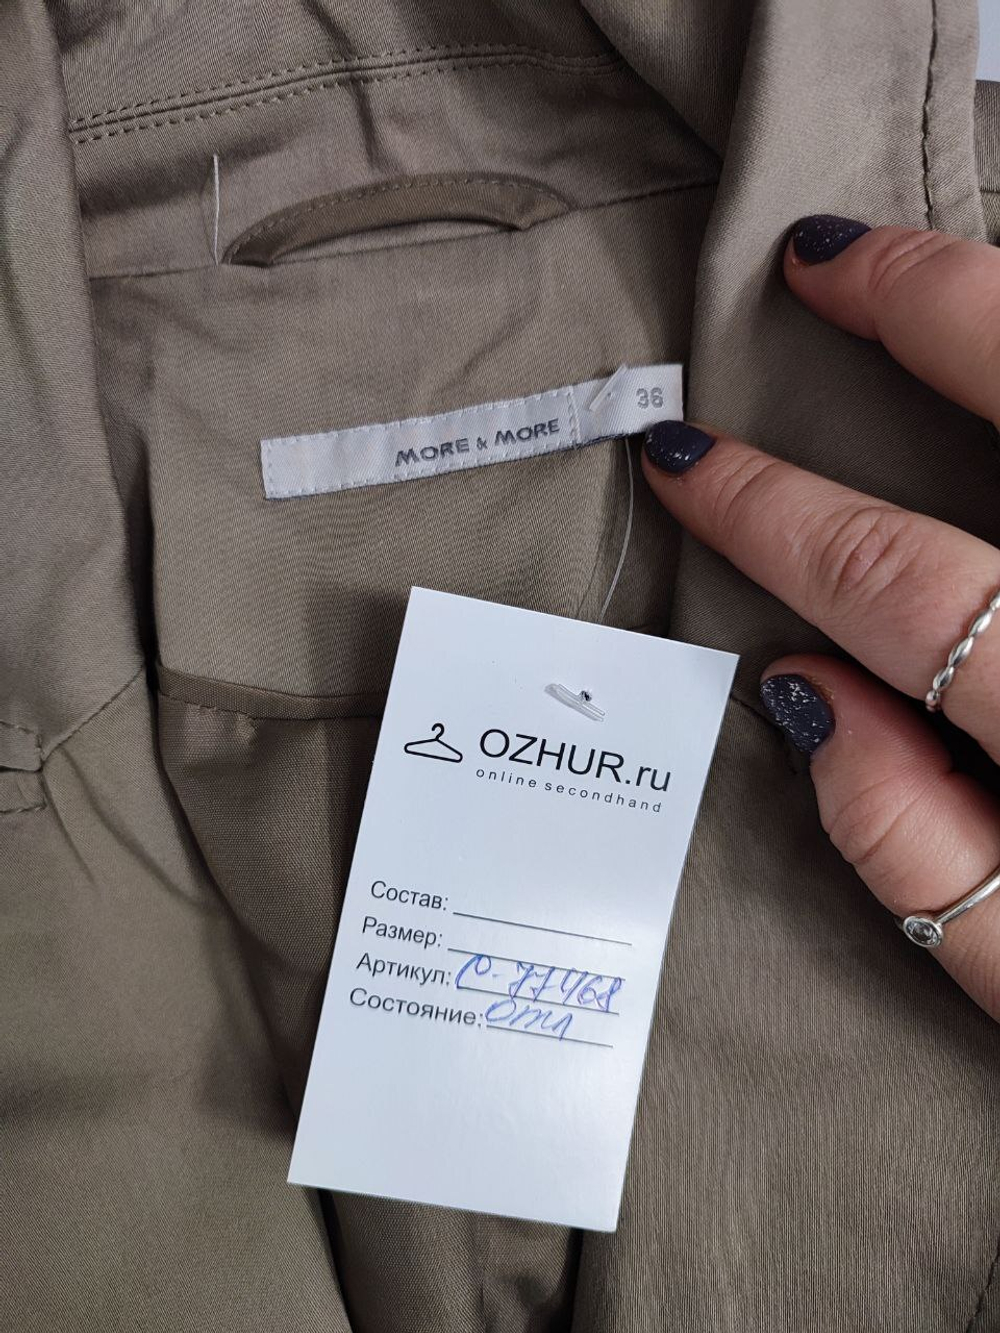 MORE & MORE
36
OZHUR.ru
online secondhand
Состав:
Размер:
Артикул: О-77468
Состояние: Отл